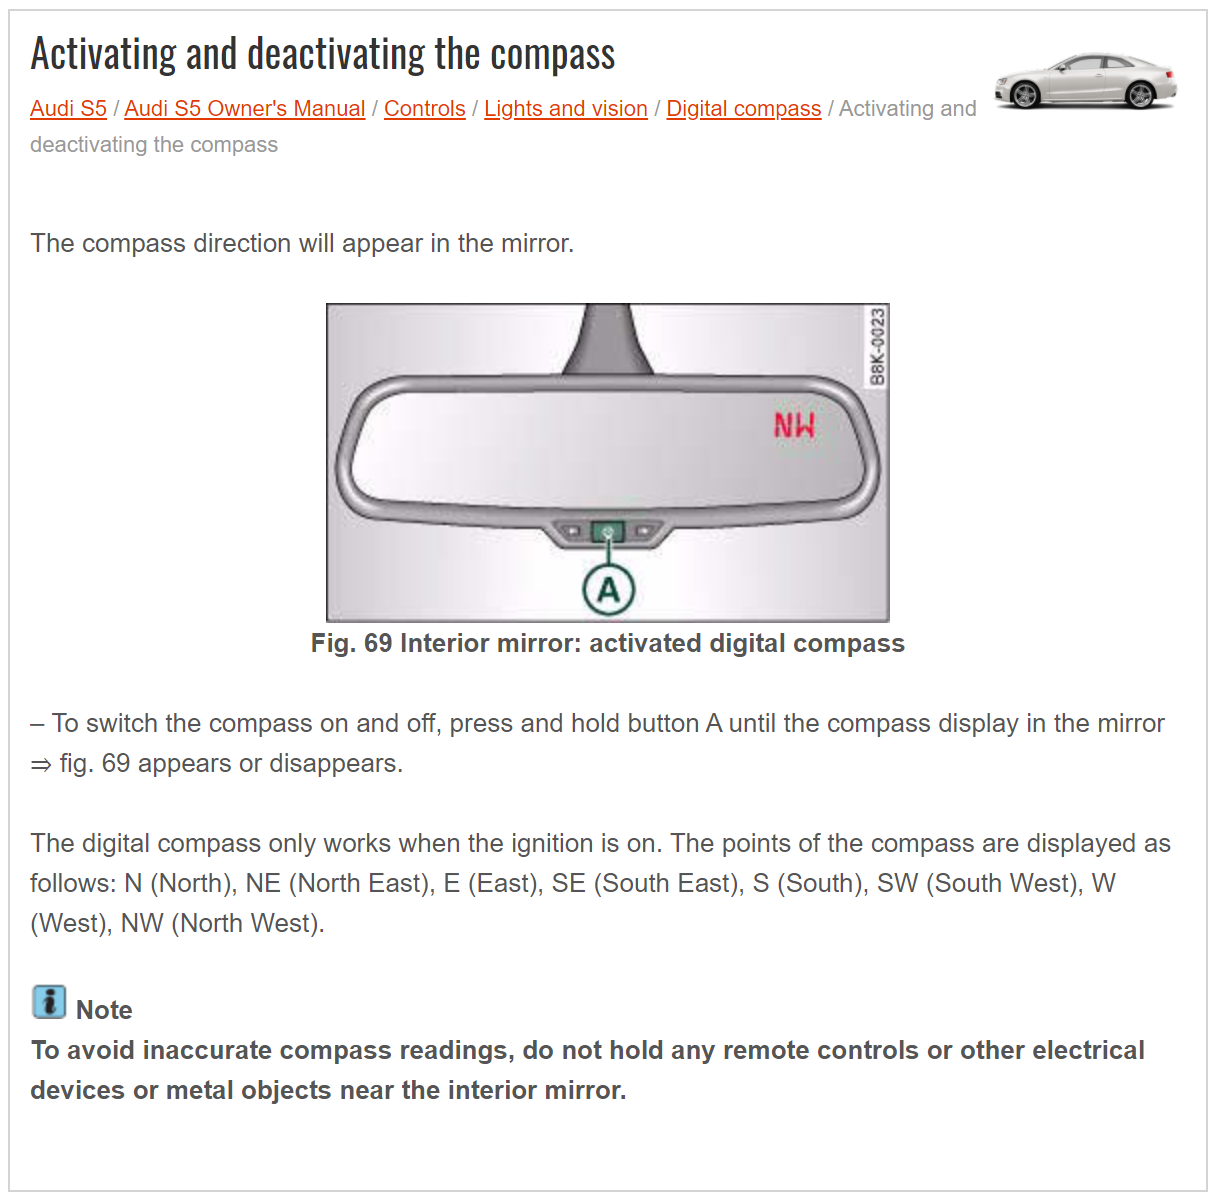 Activating and deactivating the compass
Audi S5 / Audi S5 Owner's Manual / Controls / Lights and vision / Digital compass / Activating and
deactivating the compass
The compass direction will appear in the mirror.
B8K-0023
NW
A
Fig. 69 Interior mirror: activated digital compass
– To switch the compass on and off, press and hold button A until the compass display in the mirror
⇒ fig. 69 appears or disappears.
The digital compass only works when the ignition is on. The points of the compass are displayed as
follows: N (North), NE (North East), E (East), SE (South East), S (South), SW (South West), W
(West), NW (North West).
i Note
To avoid inaccurate compass readings, do not hold any remote controls or other electrical
devices or metal objects near the interior mirror.